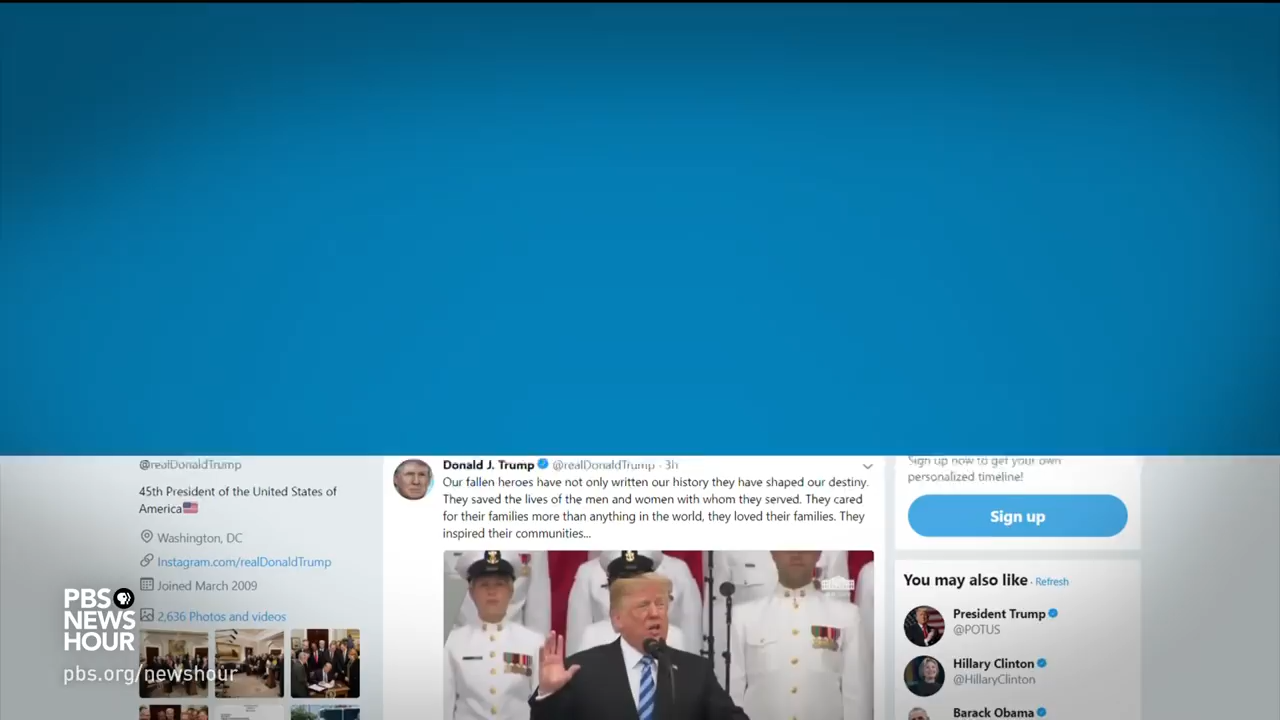 @realDonaldTrump
45th President of the United States of
America
Washington, DC
Instagram.com/realDonaldTrump
Joined March 2009
2,636 Photos and videos
PBS
NEWS
HOUR
pbs.org/newshour
Donald J. Trump @realDonaldTrump · 3h
Our fallen heroes have not only written our history they have shaped our destiny.
They saved the lives of the men and women with whom they served. They cared
for their families more than anything in the world, they loved their families. They
inspired their communities...
Sign up now to get your own
personalized timeline!
Sign up
You may also like · Refresh
President Trump
@POTUS
Hillary Clinton
@HillaryClinton
Barack Obama